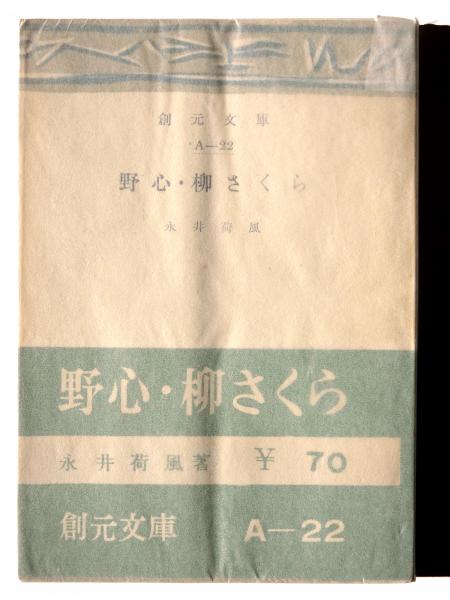 創元文庫
A—22
野心・柳さくら
永井荷風
野心・柳さくら
永井荷風著 ¥ 70
創元文庫 A—22